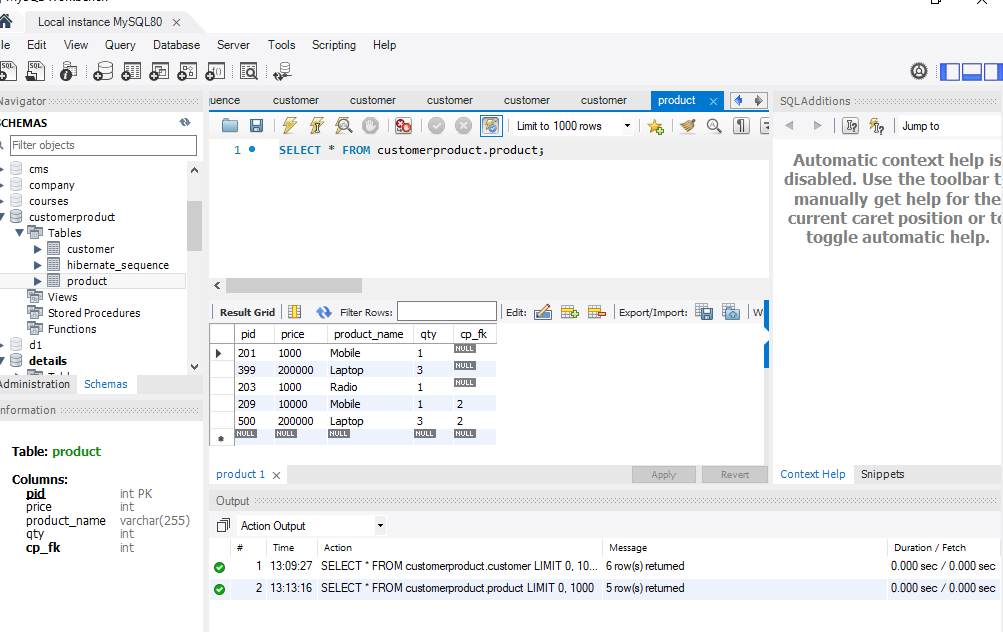 Local instance MySQL80
Edit View Query Database Server Tools Scripting Help
Navigator
SCHEMAS
Filter objects
cms
company
courses
customerproduct
Tables
customer
hibernate_sequence
product
Views
Stored Procedures
Functions
d1
details
Administration Schemas
Information
Table: product
Columns:
pid int PK
price int
product_name varchar(255)
qty int
cp_fk int
uence customer customer customer customer customer product
Limit to 1000 rows
1 SELECT * FROM customerproduct.product;
Result Grid Filter Rows: Edit: Export/Import: W
pid price product_name qty cp_fk
201 1000 Mobile 1 NULL
399 200000 Laptop 3 NULL
203 1000 Radio 1 NULL
209 10000 Mobile 1 2
500 200000 Laptop 3 2
NULL NULL NULL NULL NULL
product 1 Apply Revert
SQLAdditions
Jump to
Automatic context help is
disabled. Use the toolbar t
manually get help for the
current caret position or to
toggle automatic help.
Context Help Snippets
Output
Action Output
# Time Action Message Duration / Fetch
1 13:09:27 SELECT * FROM customerproduct.customer LIMIT 0, 10... 6 row(s) returned 0.000 sec / 0.000 sec
2 13:13:16 SELECT * FROM customerproduct.product LIMIT 0, 1000 5 row(s) returned 0.000 sec / 0.000 sec